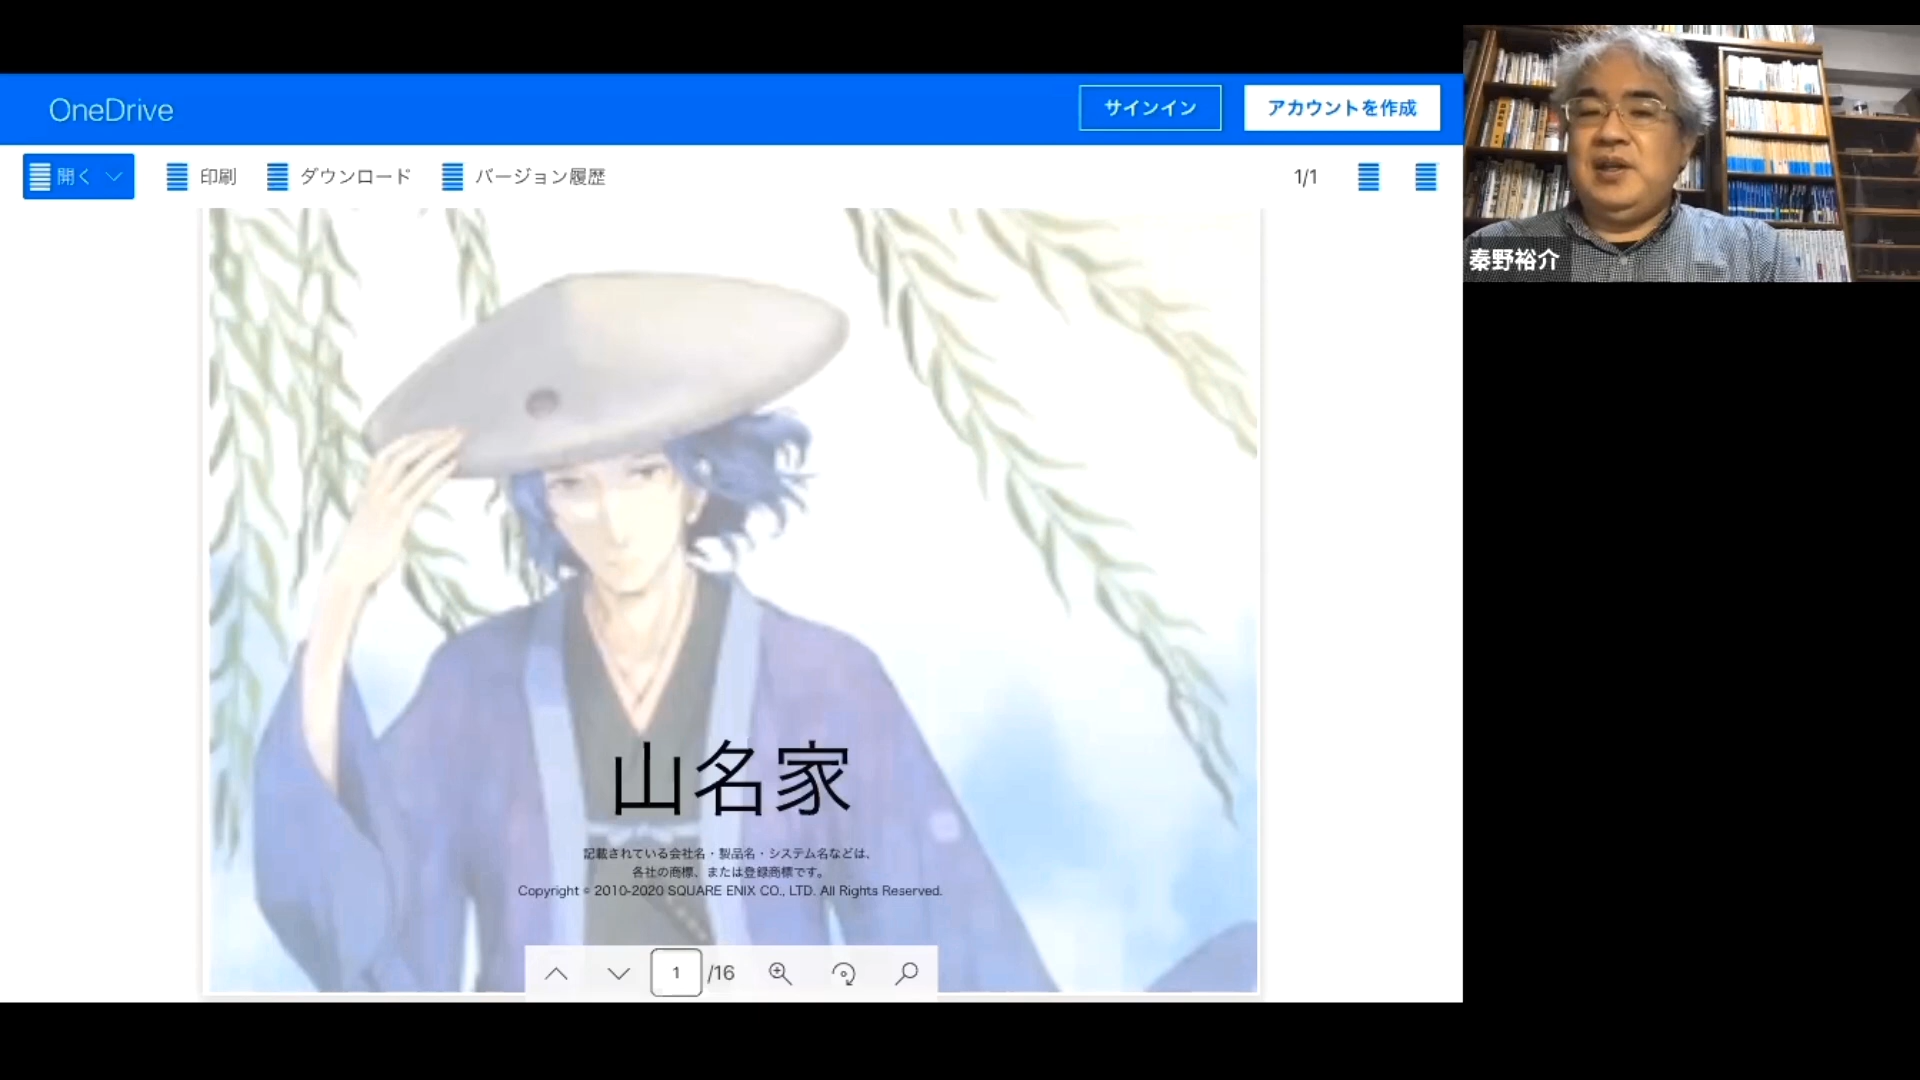 OneDrive
サインイン
アカウントを作成
開く
印刷
ダウンロード
バージョン履歴
1/1
秦野裕介
山名家
記載されている会社名・製品名・システム名などは、
各社の商標、または登録商標です。
Copyright © 2010-2020 SQUARE ENIX CO., LTD. All Rights Reserved.
1
/16